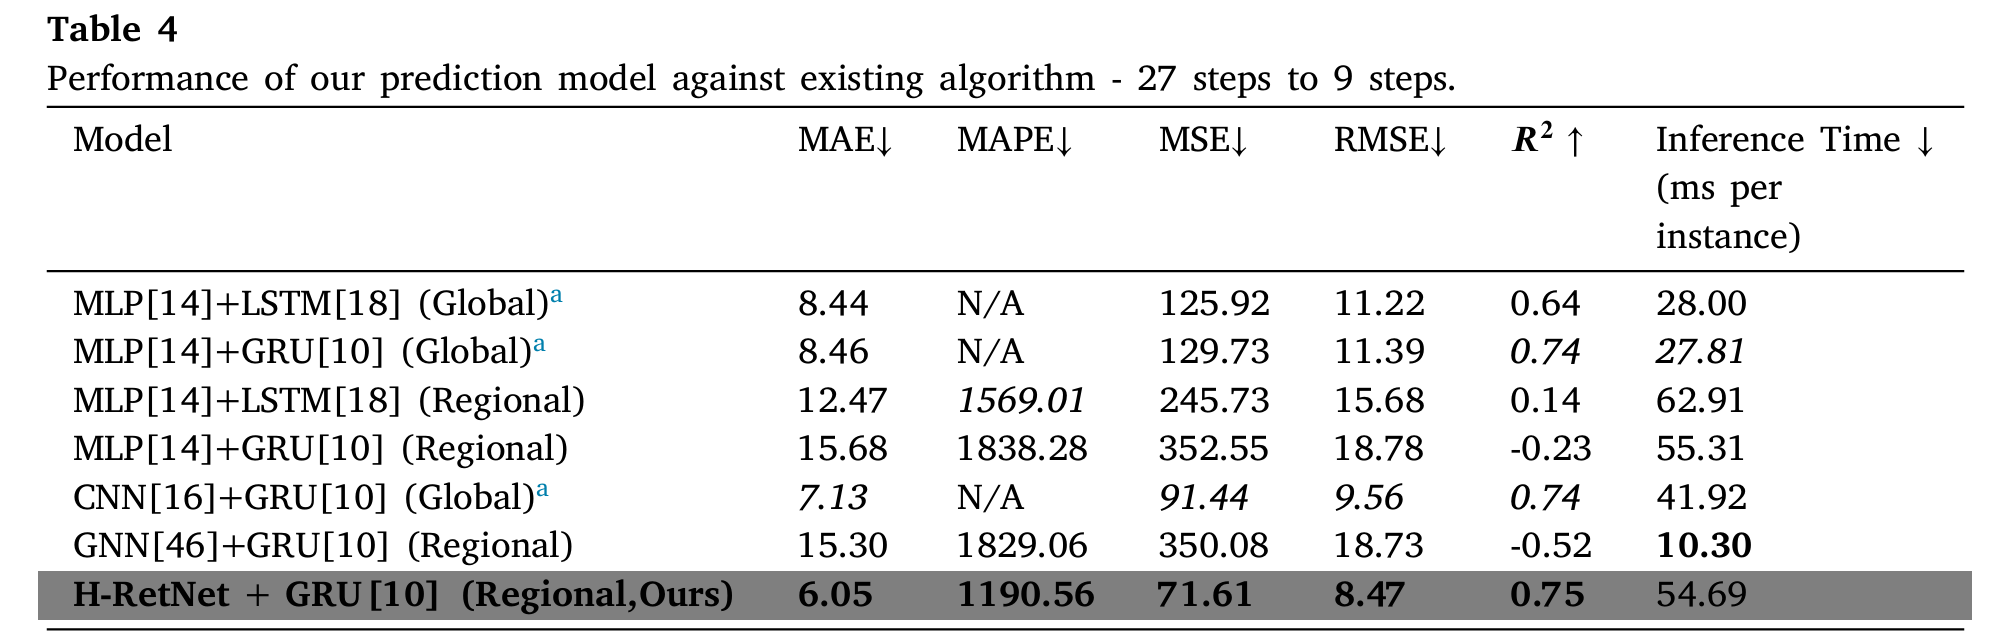 Table 4
Performance of our prediction model against existing algorithm - 27 steps to 9 steps.
Model MAE↓ MAPE↓ MSE↓ RMSE↓ R² ↑ Inference Time ↓
(ms per
instance)
MLP[14]+LSTM[18] (Global)ᵃ 8.44 N/A 125.92 11.22 0.64 28.00
MLP[14]+GRU[10] (Global)ᵃ 8.46 N/A 129.73 11.39 0.74 27.81
MLP[14]+LSTM[18] (Regional) 12.47 1569.01 245.73 15.68 0.14 62.91
MLP[14]+GRU[10] (Regional) 15.68 1838.28 352.55 18.78 -0.23 55.31
CNN[16]+GRU[10] (Global)ᵃ 7.13 N/A 91.44 9.56 0.74 41.92
GNN[46]+GRU[10] (Regional) 15.30 1829.06 350.08 18.73 -0.52 10.30
H-RetNet + GRU[10] (Regional,Ours) 6.05 1190.56 71.61 8.47 0.75 54.69